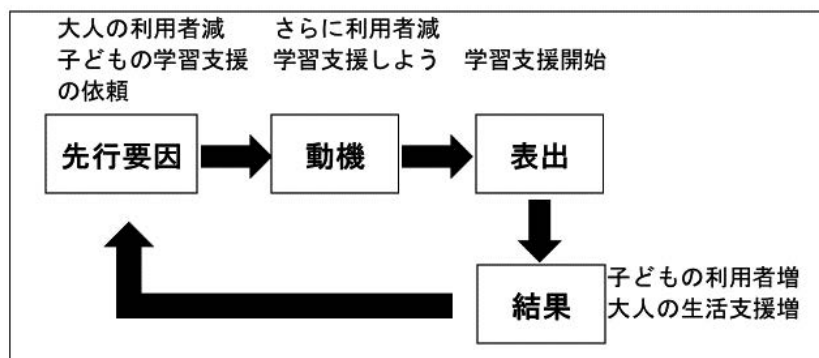 大人の利用者減
子どもの学習支援
の依頼
さらに利用者減
学習支援しよう
学習支援開始
先行要因
動機
表出
結果
子どもの利用者増
大人の生活支援増